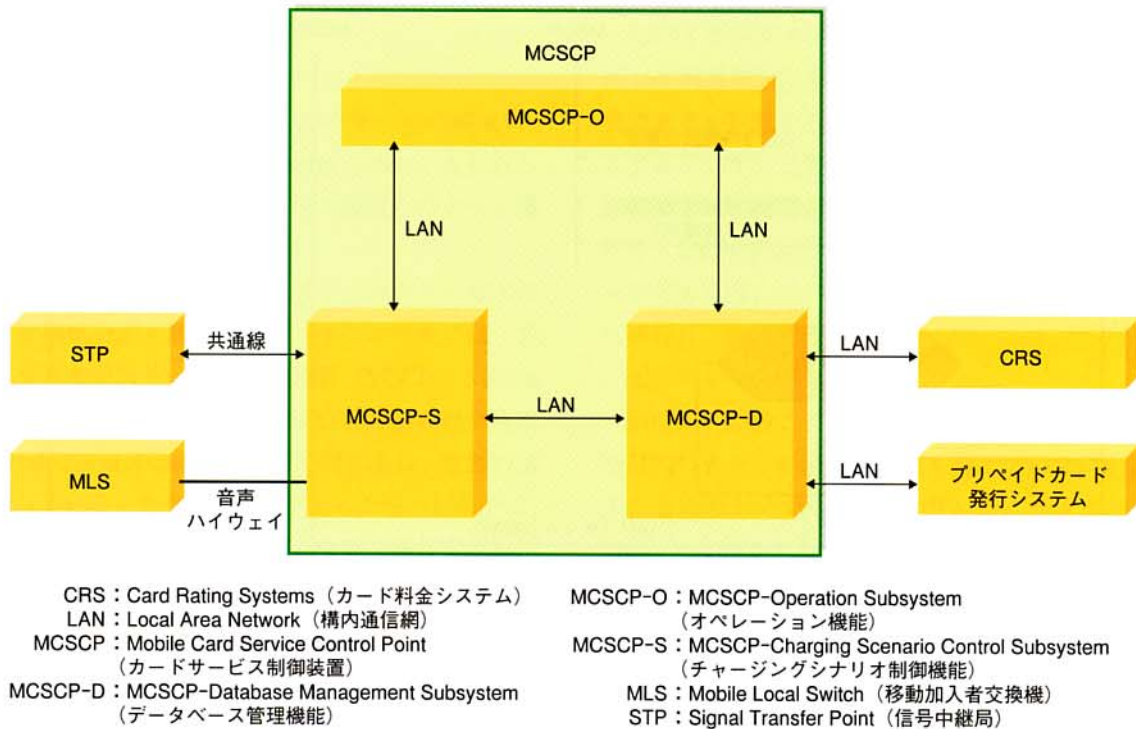 MCSCP
MCSCP-O
LAN
LAN
STP
共通線
MCSCP-S
LAN
MCSCP-D
LAN
CRS
MLS
音声
ハイウェイ
LAN
プリペイドカード
発行システム
CRS：Card Rating Systems（カード料金システム）
LAN：Local Area Network（構内通信網）
MCSCP：Mobile Card Service Control Point
（カードサービス制御装置）
MCSCP-D：MCSCP-Database Management Subsystem
（データベース管理機能）
MCSCP-O：MCSCP-Operation Subsystem
（オペレーション機能）
MCSCP-S：MCSCP-Charging Scenario Control Subsystem
（チャージングシナリオ制御機能）
MLS：Mobile Local Switch（移動加入者交換機）
STP：Signal Transfer Point（信号中継局）